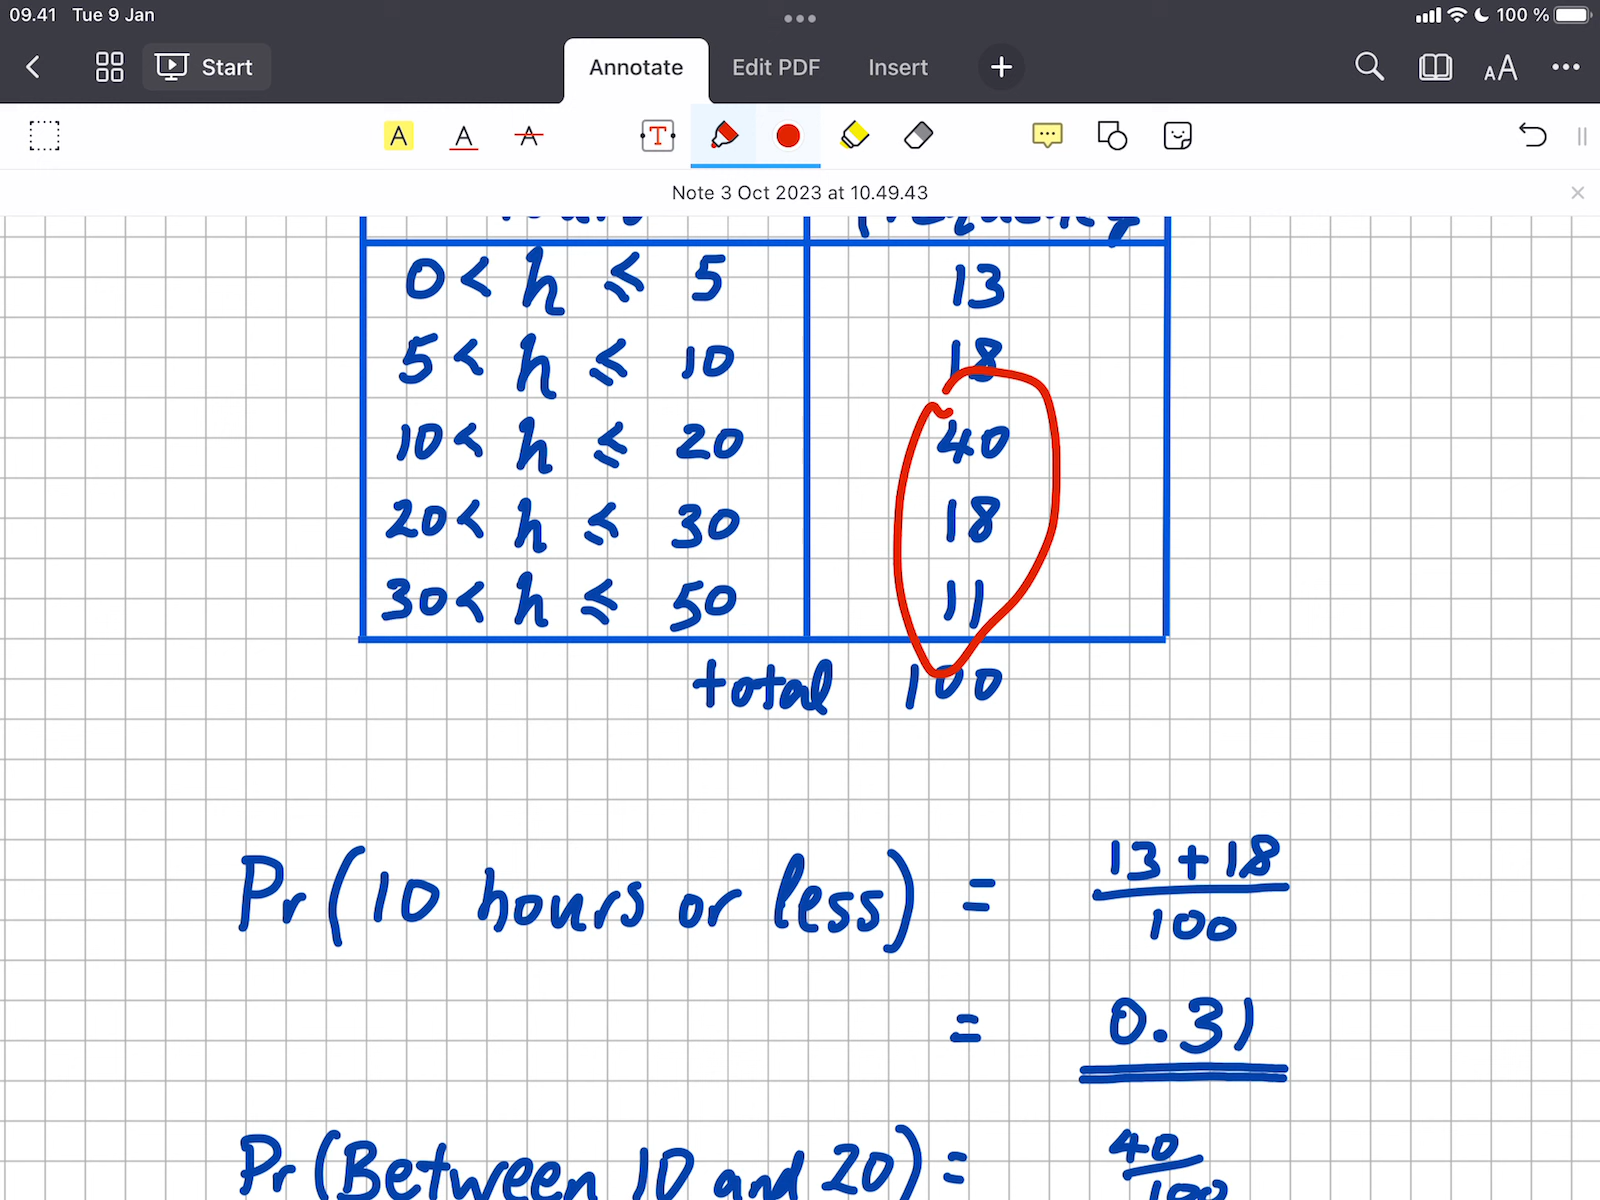 09.41 Tue 9 Jan 100 %
Start Annotate Edit PDF Insert AA
A A A T
Note 3 Oct 2023 at 10.49.43
0 < h ≤ 5 13
5 < h ≤ 10 18
10 < h ≤ 20 40
20 < h ≤ 30 18
30 < h ≤ 50 11
total 100
Pr (10 hours or less) = 13 + 18
100
= 0.31
Pr (Between 10 and 20) = 40
100